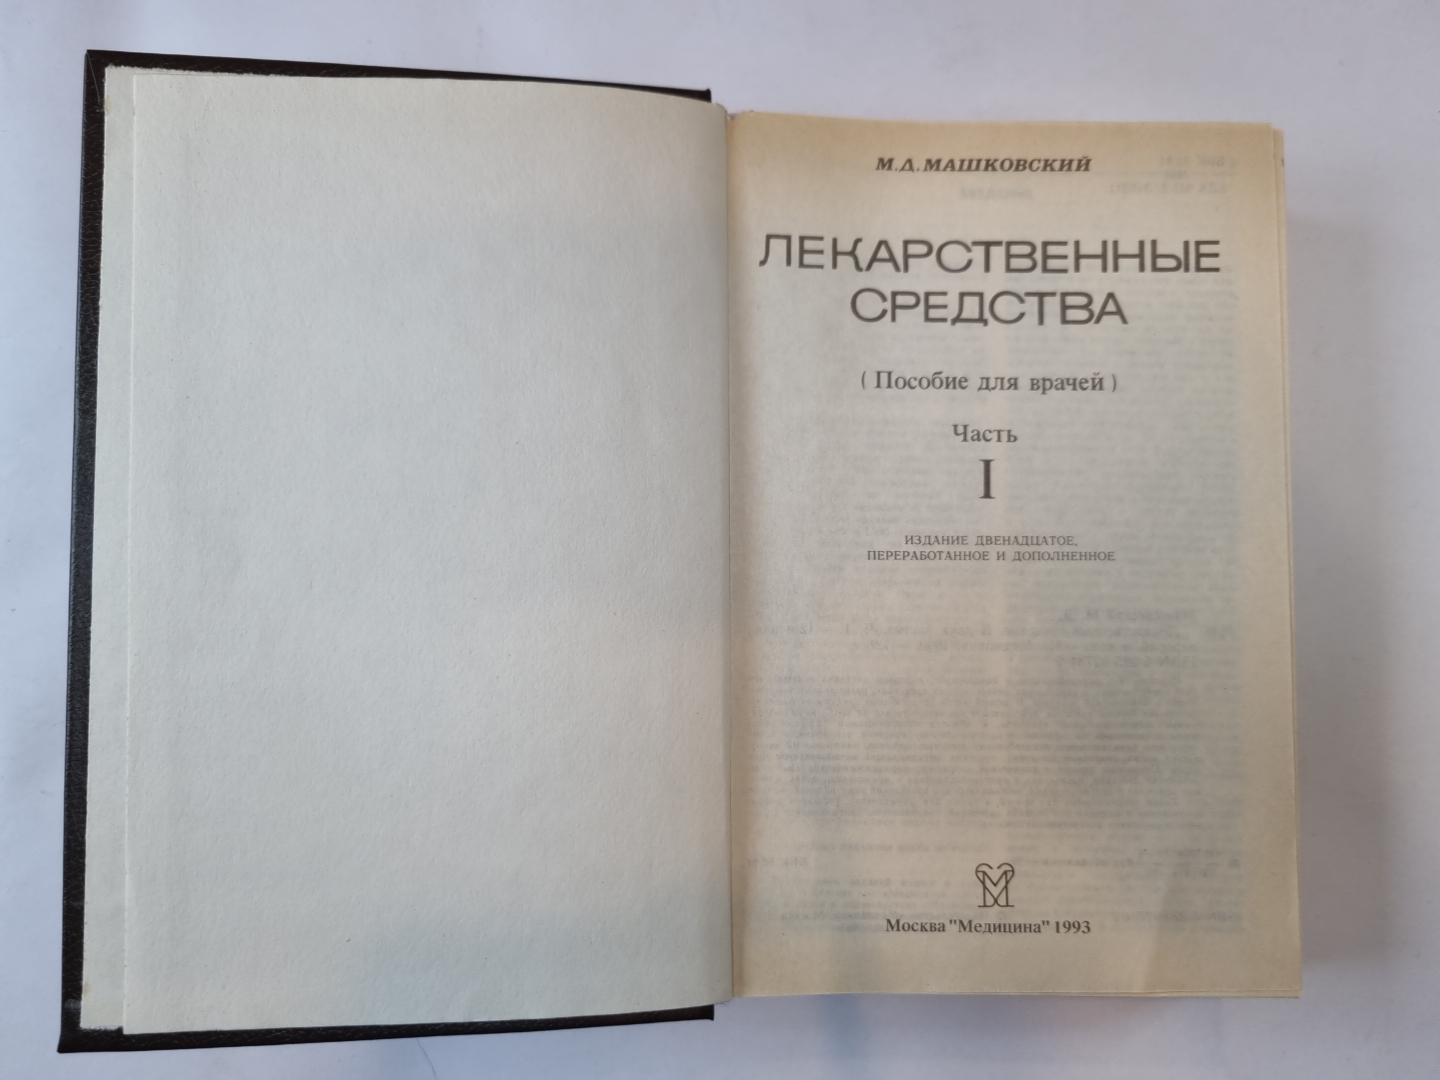 М.Д.МАШКОВСКИЙ
ЛЕКАРСТВЕННЫЕ
СРЕДСТВА
(Пособие для врачей)
Часть
I
ИЗДАНИЕ ДВЕНАДЦАТОЕ,
ПЕРЕРАБОТАННОЕ И ДОПОЛНЕННОЕ
Москва "Медицина" 1993